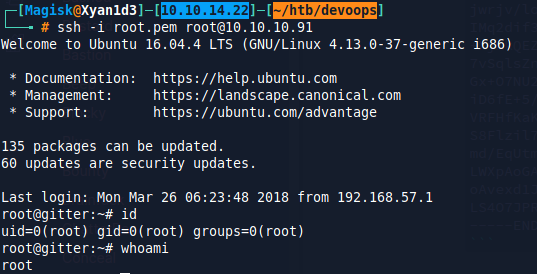 [Magisk@Xyan1d3]-[10.10.14.22]-[~/htb/devoops]
# ssh -i root.pem root@10.10.10.91
Welcome to Ubuntu 16.04.4 LTS (GNU/Linux 4.13.0-37-generic i686)
* Documentation: https://help.ubuntu.com
* Management: https://landscape.canonical.com
* Support: https://ubuntu.com/advantage
135 packages can be updated.
60 updates are security updates.
Last login: Mon Mar 26 06:23:48 2018 from 192.168.57.1
root@gitter:~# id
uid=0(root) gid=0(root) groups=0(root)
root@gitter:~# whoami
root